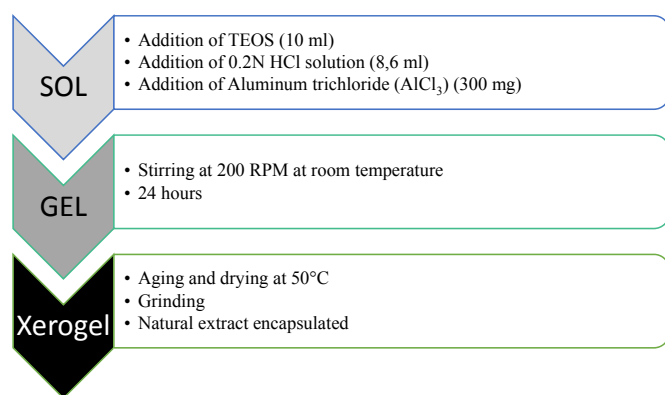 SOL
• Addition of TEOS (10 ml)
• Addition of 0.2N HCl solution (8,6 ml)
• Addition of Aluminum trichloride (AlCl₃) (300 mg)
GEL
• Stirring at 200 RPM at room temperature
• 24 hours
Xerogel
• Aging and drying at 50°C
• Grinding
• Natural extract encapsulated